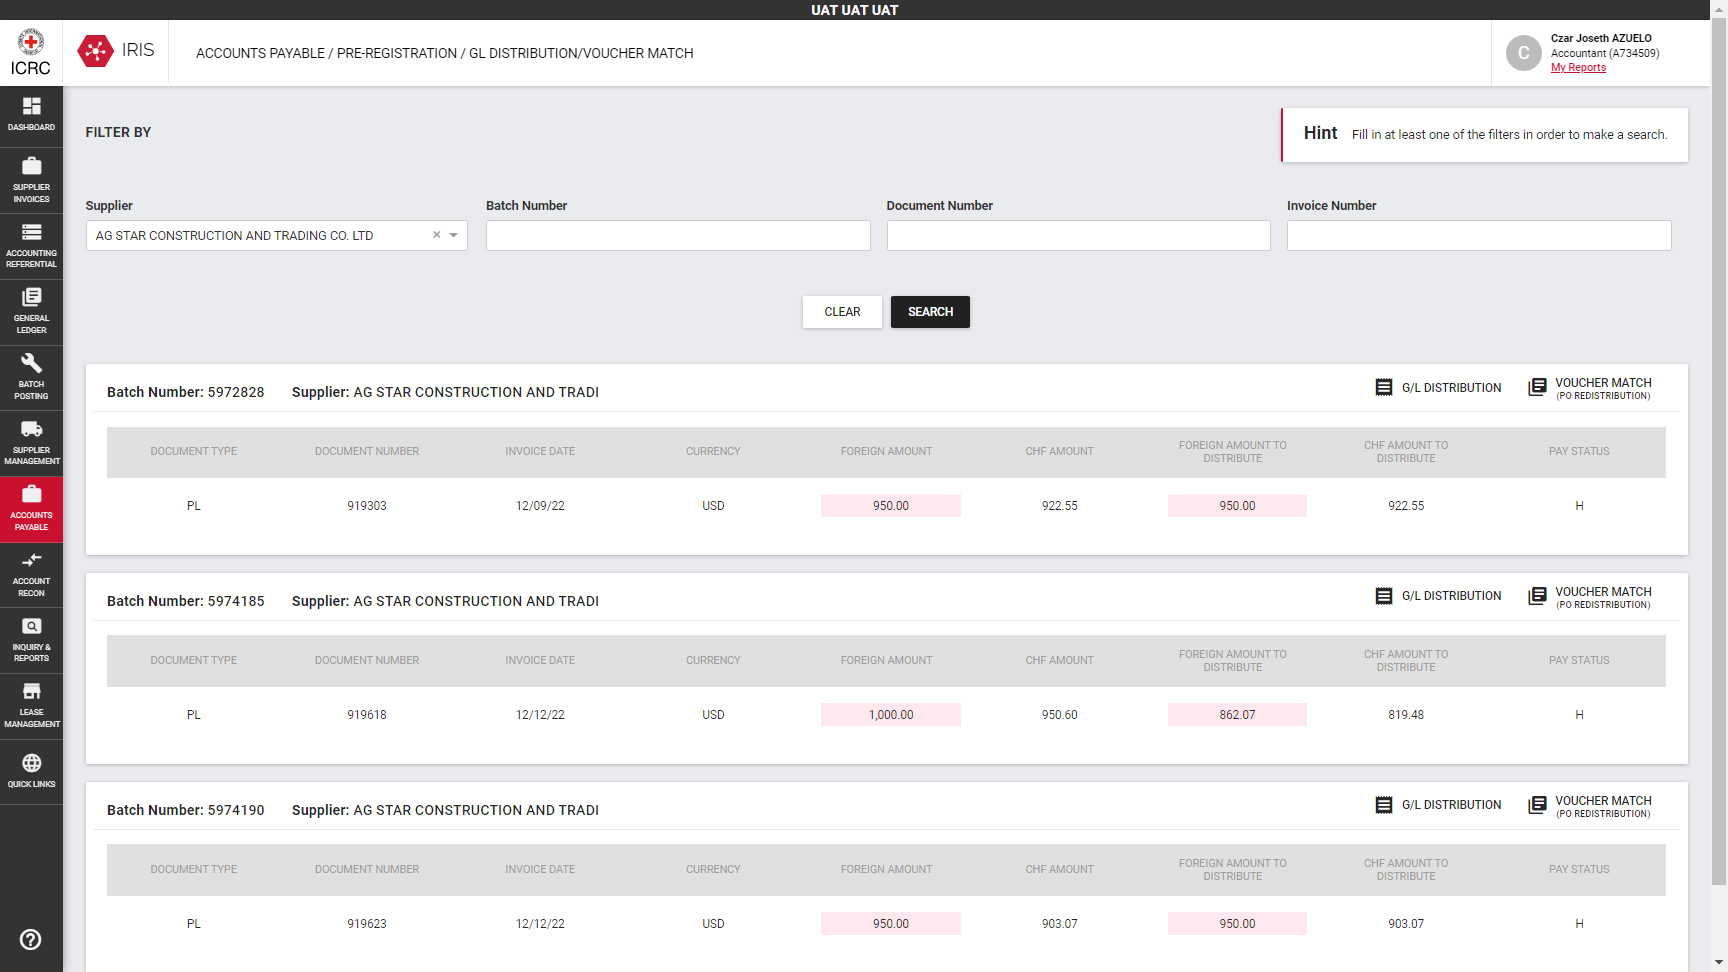 UAT UAT UAT
ICRC
IRIS
ACCOUNTS PAYABLE / PRE-REGISTRATION / GL DISTRIBUTION/VOUCHER MATCH
C
Czar Joseth AZUELO
Accountant (A734509)
My Reports
DASHBOARD
SUPPLIER
INVOICES
ACCOUNTING
REFERENTIAL
GENERAL
LEDGER
BATCH
POSTING
SUPPLIER
MANAGEMENT
ACCOUNTS
PAYABLE
ACCOUNT
RECON
INQUIRY &
REPORTS
LEASE
MANAGEMENT
QUICK LINKS
FILTER BY
Hint Fill in at least one of the filters in order to make a search.
Supplier Batch Number Document Number Invoice Number
AG STAR CONSTRUCTION AND TRADING CO. LTD
CLEAR SEARCH
Batch Number: 5972828 Supplier: AG STAR CONSTRUCTION AND TRADI G/L DISTRIBUTION VOUCHER MATCH
(PO REDISTRIBUTION)
DOCUMENT TYPE DOCUMENT NUMBER INVOICE DATE CURRENCY FOREIGN AMOUNT CHF AMOUNT FOREIGN AMOUNT TO DISTRIBUTE CHF AMOUNT TO DISTRIBUTE PAY STATUS
PL 919303 12/09/22 USD 950.00 922.55 950.00 922.55 H
Batch Number: 5974185 Supplier: AG STAR CONSTRUCTION AND TRADI G/L DISTRIBUTION VOUCHER MATCH
(PO REDISTRIBUTION)
DOCUMENT TYPE DOCUMENT NUMBER INVOICE DATE CURRENCY FOREIGN AMOUNT CHF AMOUNT FOREIGN AMOUNT TO DISTRIBUTE CHF AMOUNT TO DISTRIBUTE PAY STATUS
PL 919618 12/12/22 USD 1,000.00 950.60 862.07 819.48 H
Batch Number: 5974190 Supplier: AG STAR CONSTRUCTION AND TRADI G/L DISTRIBUTION VOUCHER MATCH
(PO REDISTRIBUTION)
DOCUMENT TYPE DOCUMENT NUMBER INVOICE DATE CURRENCY FOREIGN AMOUNT CHF AMOUNT FOREIGN AMOUNT TO DISTRIBUTE CHF AMOUNT TO DISTRIBUTE PAY STATUS
PL 919623 12/12/22 USD 950.00 903.07 950.00 903.07 H